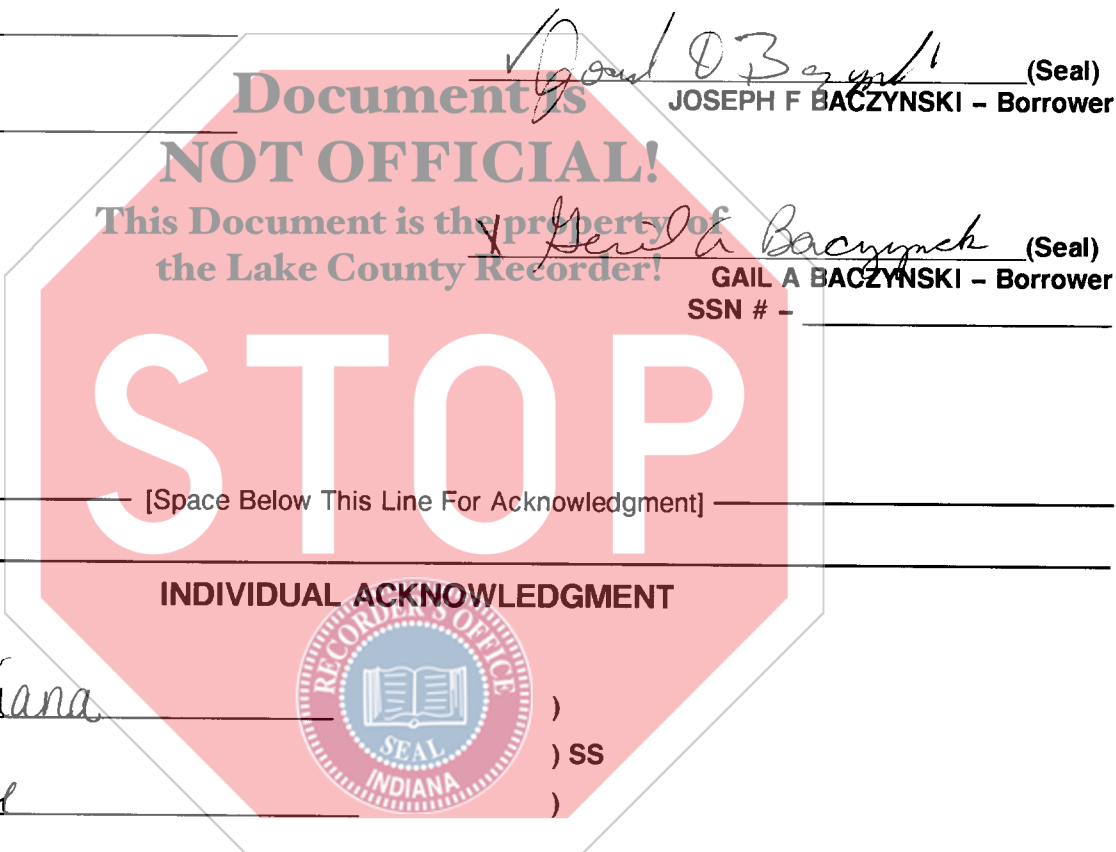 Document is
NOT OFFICIAL!
This Document is the property of
the Lake County Recorder!
(Seal)
JOSEPH F BACZYNSKI – Borrower
(Seal)
GAIL A BACZYNSKI – Borrower
SSN # –
STOP
[Space Below This Line For Acknowledgment]
INDIVIDUAL ACKNOWLEDGMENT
RECORDER'S OFFICE
SEAL
INDIANA
iana )
) SS
)